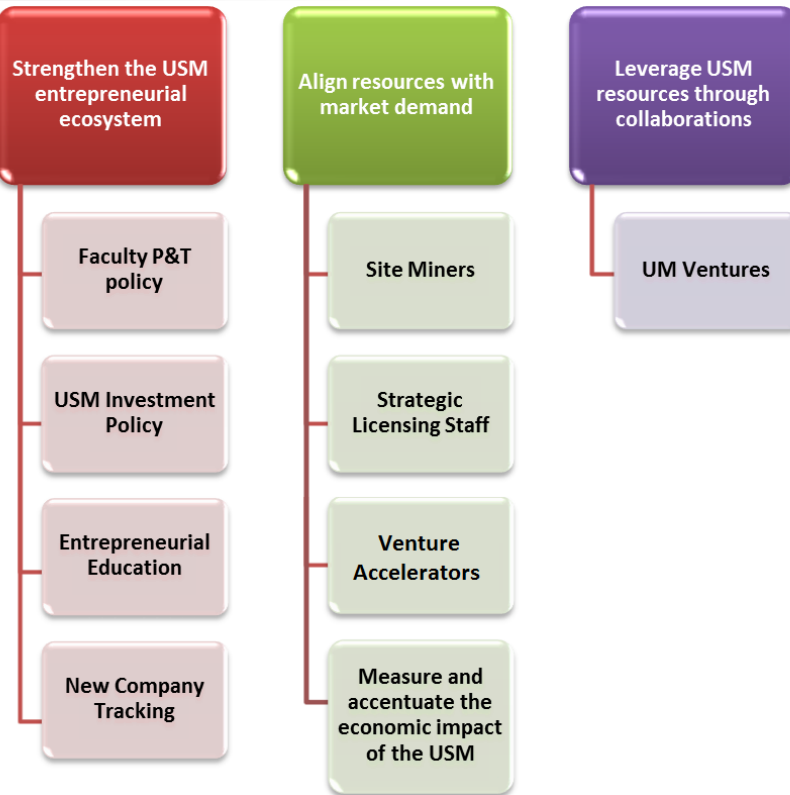 Strengthen the USM
entrepreneurial
ecosystem
Faculty P&T
policy
USM Investment
Policy
Entrepreneurial
Education
New Company
Tracking
Align resources with
market demand
Site Miners
Strategic
Licensing Staff
Venture
Accelerators
Measure and
accentuate the
economic impact
of the USM
Leverage USM
resources through
collaborations
UM Ventures